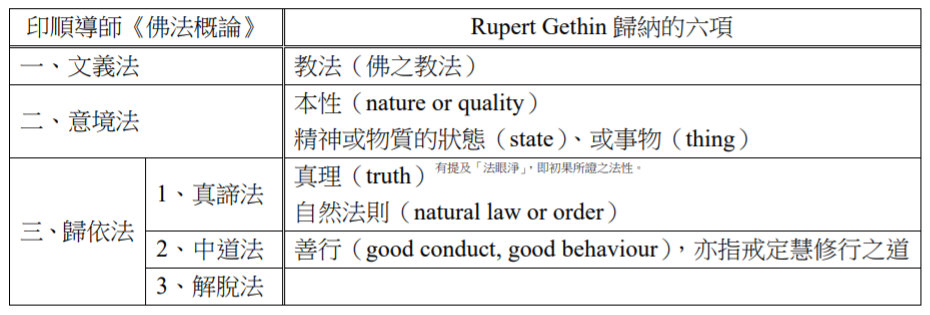 印順導師《佛法概論》 Rupert Gethin 歸納的六項
一、文義法 教法（佛之教法）
二、意境法 本性（nature or quality）
精神或物質的狀態（state）、或事物（thing）
三、歸依法 1、真諦法 真理（truth）有提及「法眼淨」，即初果所證之法性。
自然法則（natural law or order）
2、中道法 善行（good conduct, good behaviour），亦指戒定慧修行之道
3、解脫法